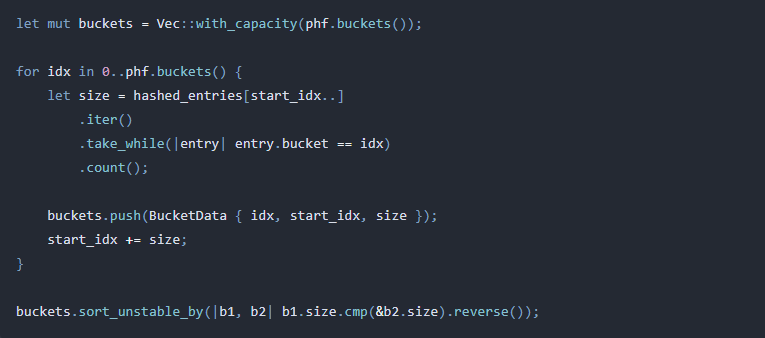 let mut buckets = Vec::with_capacity(phf.buckets());
for idx in 0..phf.buckets() {
let size = hashed_entries[start_idx..]
.iter()
.take_while(|entry| entry.bucket == idx)
.count();
buckets.push(BucketData { idx, start_idx, size });
start_idx += size;
}
buckets.sort_unstable_by(|b1, b2| b1.size.cmp(&b2.size).reverse());